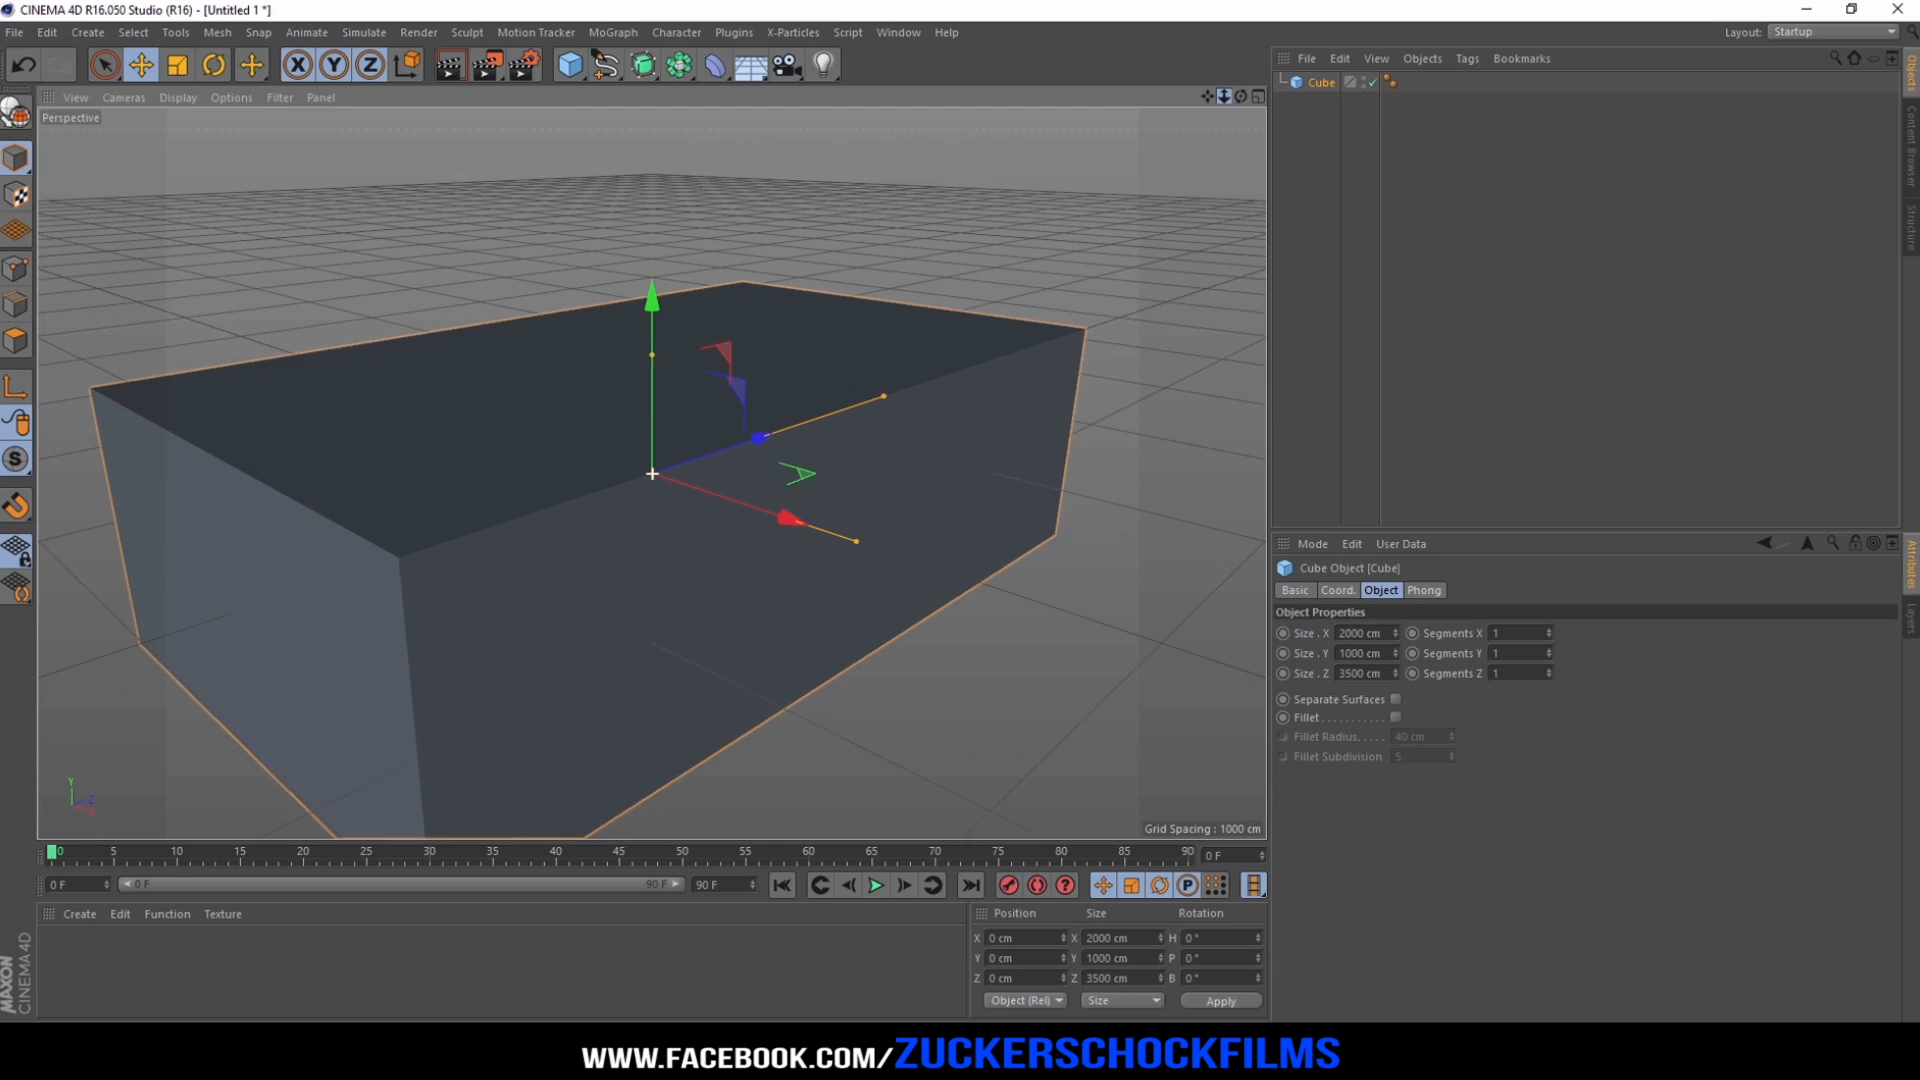 CINEMA 4D R16.050 Studio (R16) - [Untitled 1 *]
File Edit Create Select Tools Mesh Snap Animate Simulate Render Sculpt Motion Tracker MoGraph Character Plugins X-Particles Script Window Help
Layout: Startup
X Y Z
File Edit View Objects Tags Bookmarks
Cube
Objects
Content Browser
Structure
View Cameras Display Options Filter Panel
Perspective
Y
Z
X
Grid Spacing : 1000 cm
Mode Edit User Data
Cube Object [Cube]
Basic Coord. Object Phong
Object Properties
Size . X 2000 cm Segments X 1
Size . Y 1000 cm Segments Y 1
Size . Z 3500 cm Segments Z 1
Separate Surfaces
Fillet . . . . . . . . . . .
Fillet Radius. . . . . 40 cm
Fillet Subdivision 5
Attributes
Layers
0 5 10 15 20 25 30 35 40 45 50 55 60 65 70 75 80 85 90 0 F
0 F 0 F 90 F 90 F P
Create Edit Function Texture
Position Size Rotation
X 0 cm X 2000 cm H 0 °
Y 0 cm Y 1000 cm P 0 °
Z 0 cm Z 3500 cm B 0 °
Object (Rel) Size Apply
MAXON
CINEMA 4D
WWW.FACEBOOK.COM/ZUCKERSCHOCKFILMS